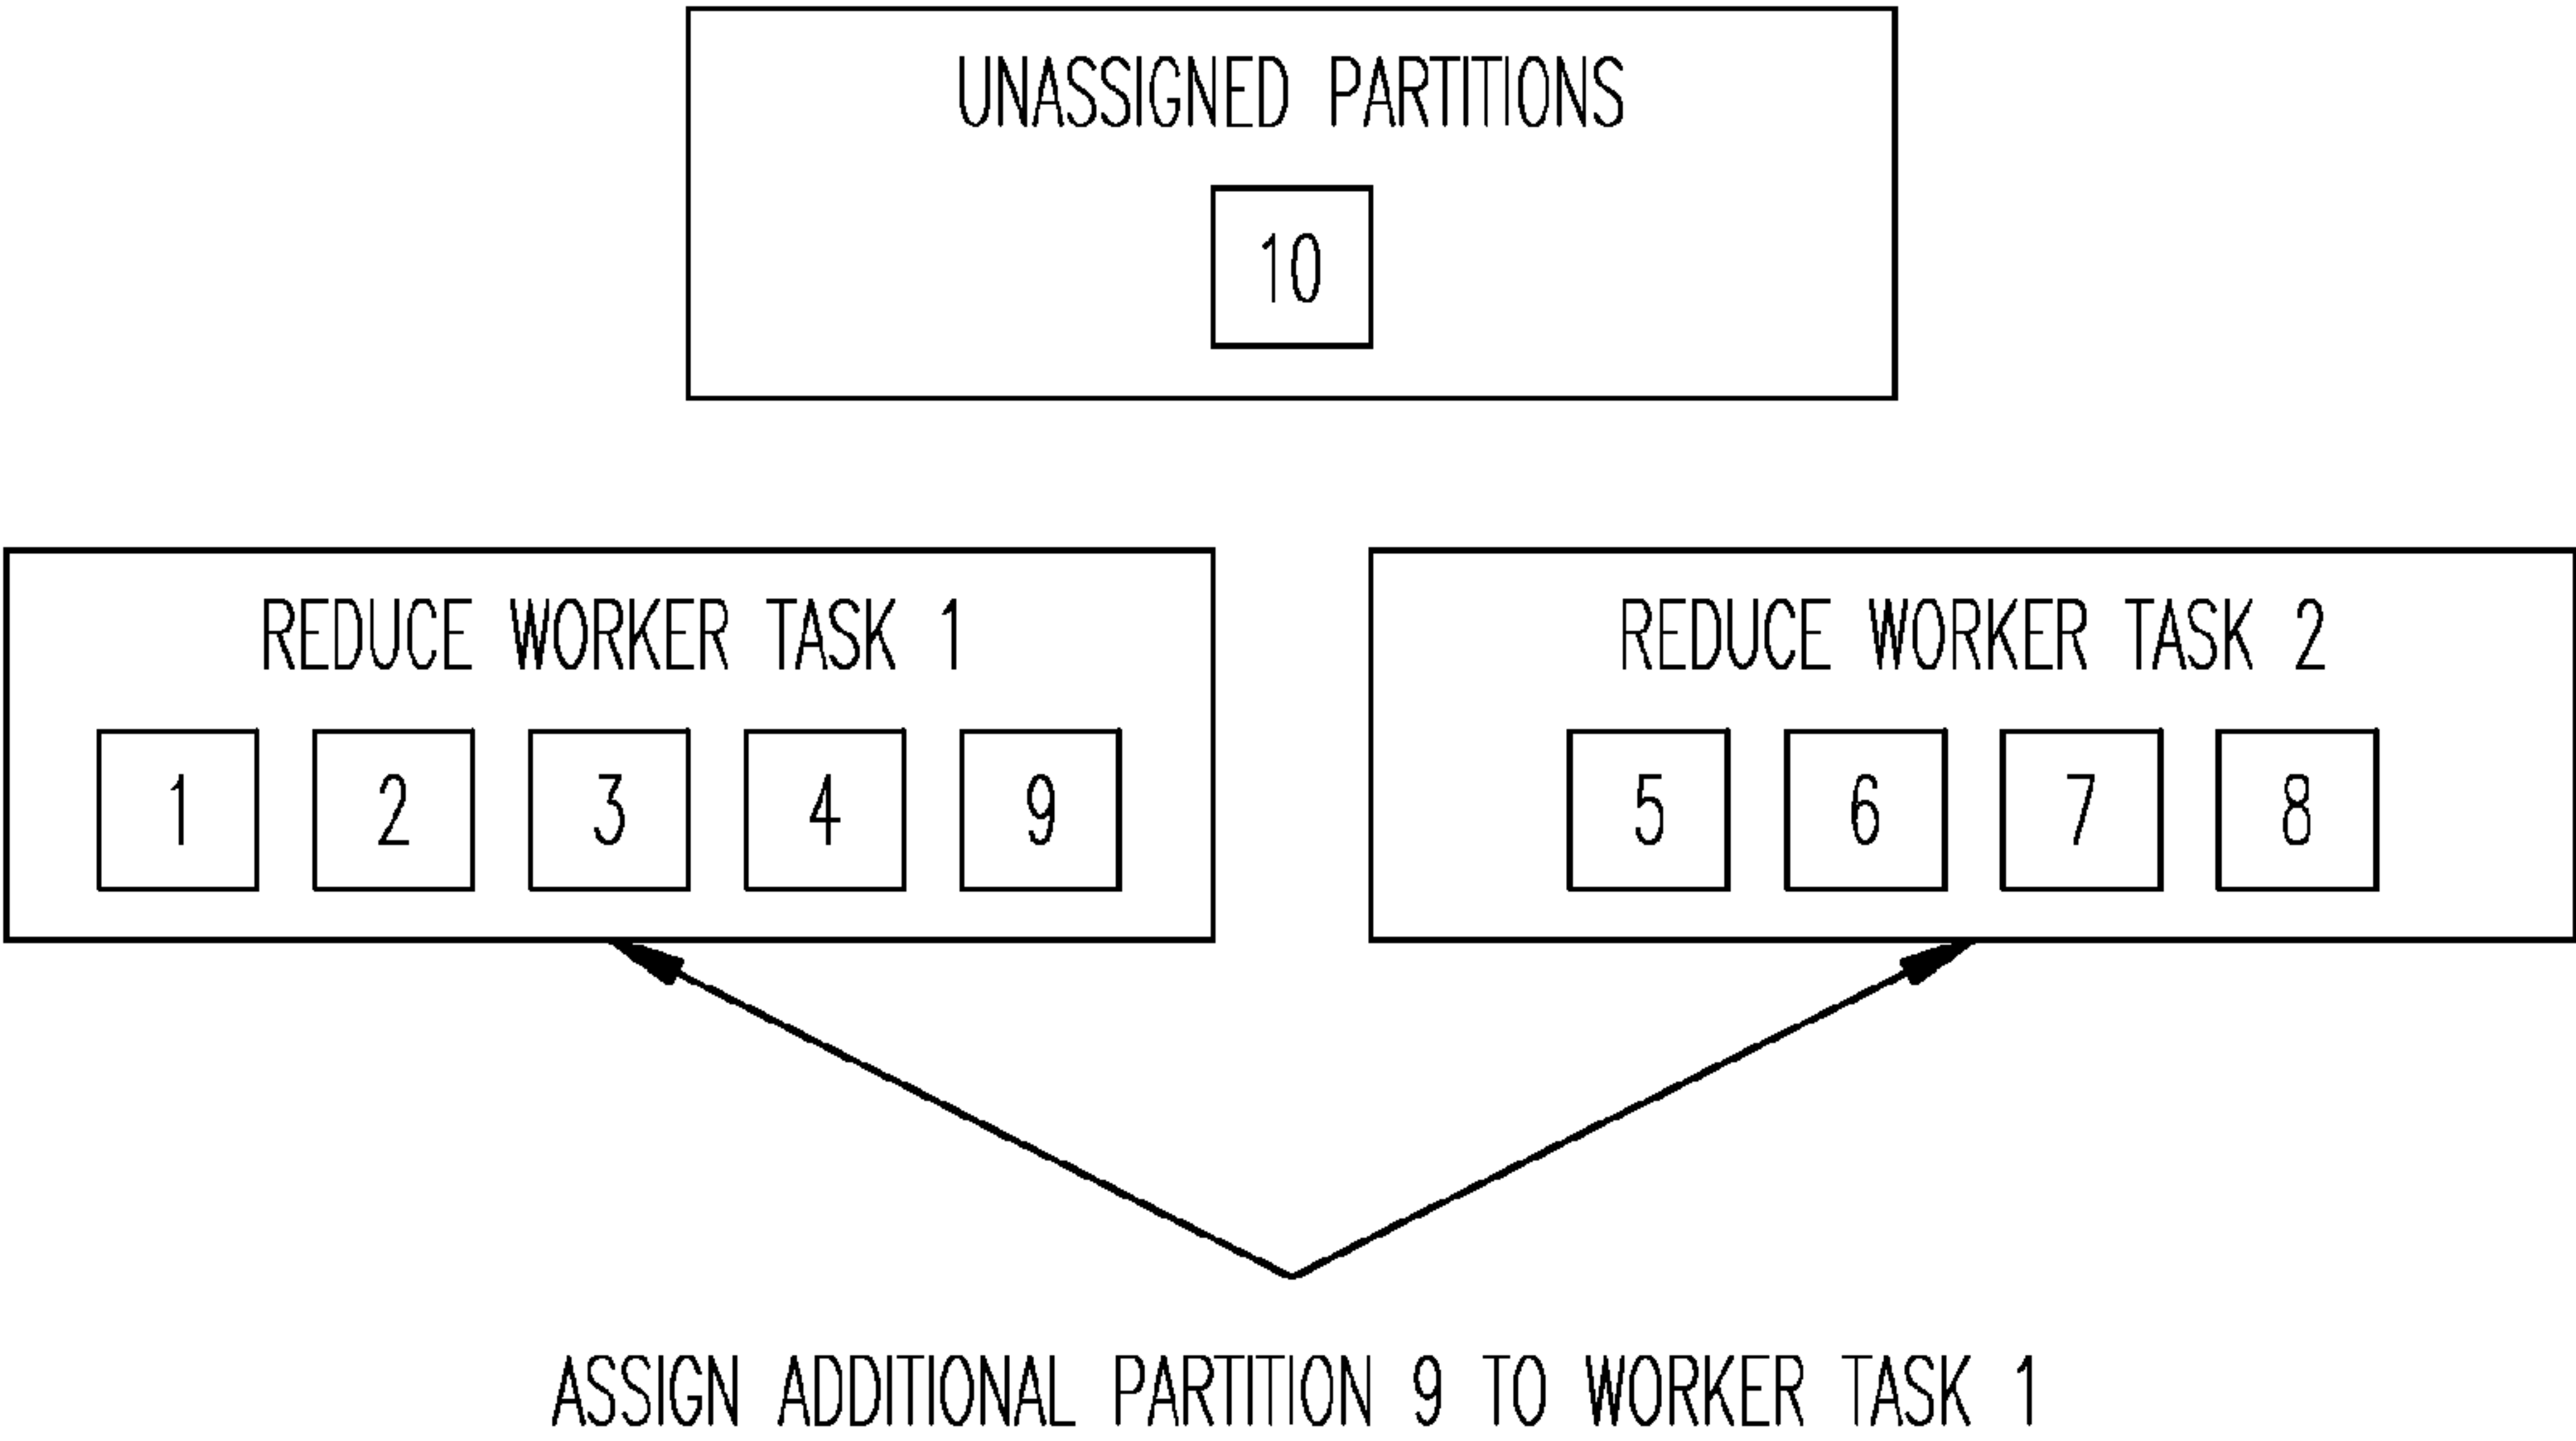 UNASSIGNED PARTITIONS
10
REDUCE WORKER TASK 1
1 2 3 4 9
REDUCE WORKER TASK 2
5 6 7 8
ASSIGN ADDITIONAL PARTITION 9 TO WORKER TASK 1